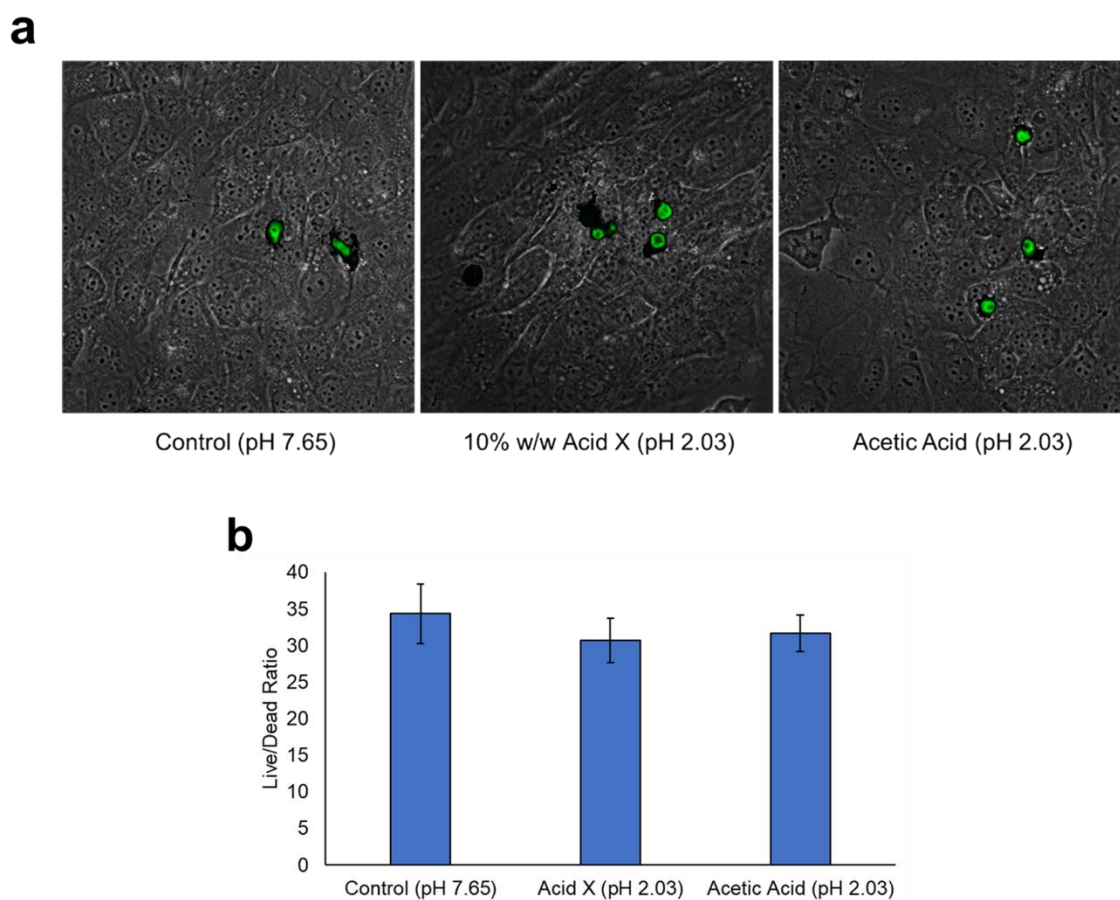 a
Control (pH 7.65)
10% w/w Acid X (pH 2.03)
Acetic Acid (pH 2.03)
b
40
35
30
25
20
15
10
5
0
Live/Dead Ratio
Control (pH 7.65)
Acid X (pH 2.03)
Acetic Acid (pH 2.03)